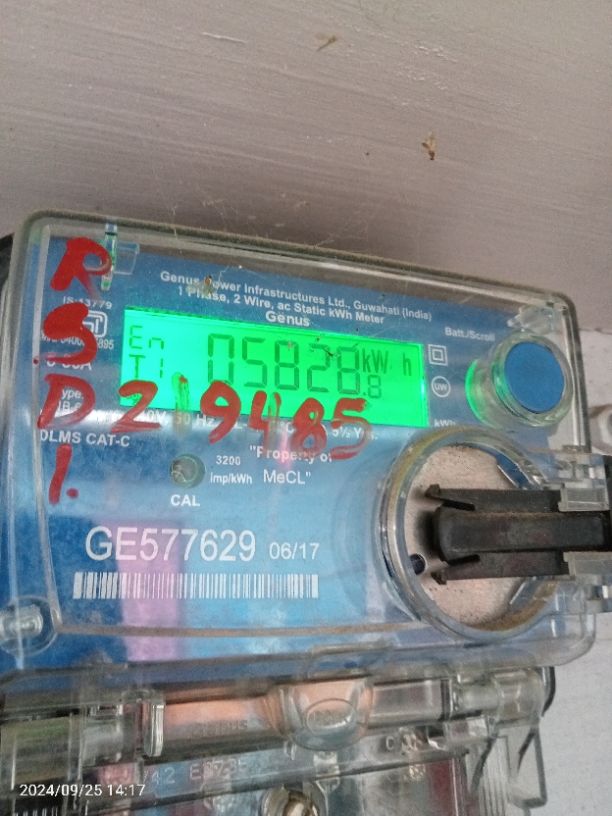 Genus Power Infrastructures Ltd., Guwahati (India)
1 Phase, 2 Wire, ac Static kWh Meter
Genus
Batt./Scroll
IS-13779
En
T1
05828.8 kW h
UW
R
S
D
1.
219485
DLMS CAT-C
"Property of
MeCL"
3200
imp/kWh
CAL
GE577629 06/17
2024/09/25 14:17